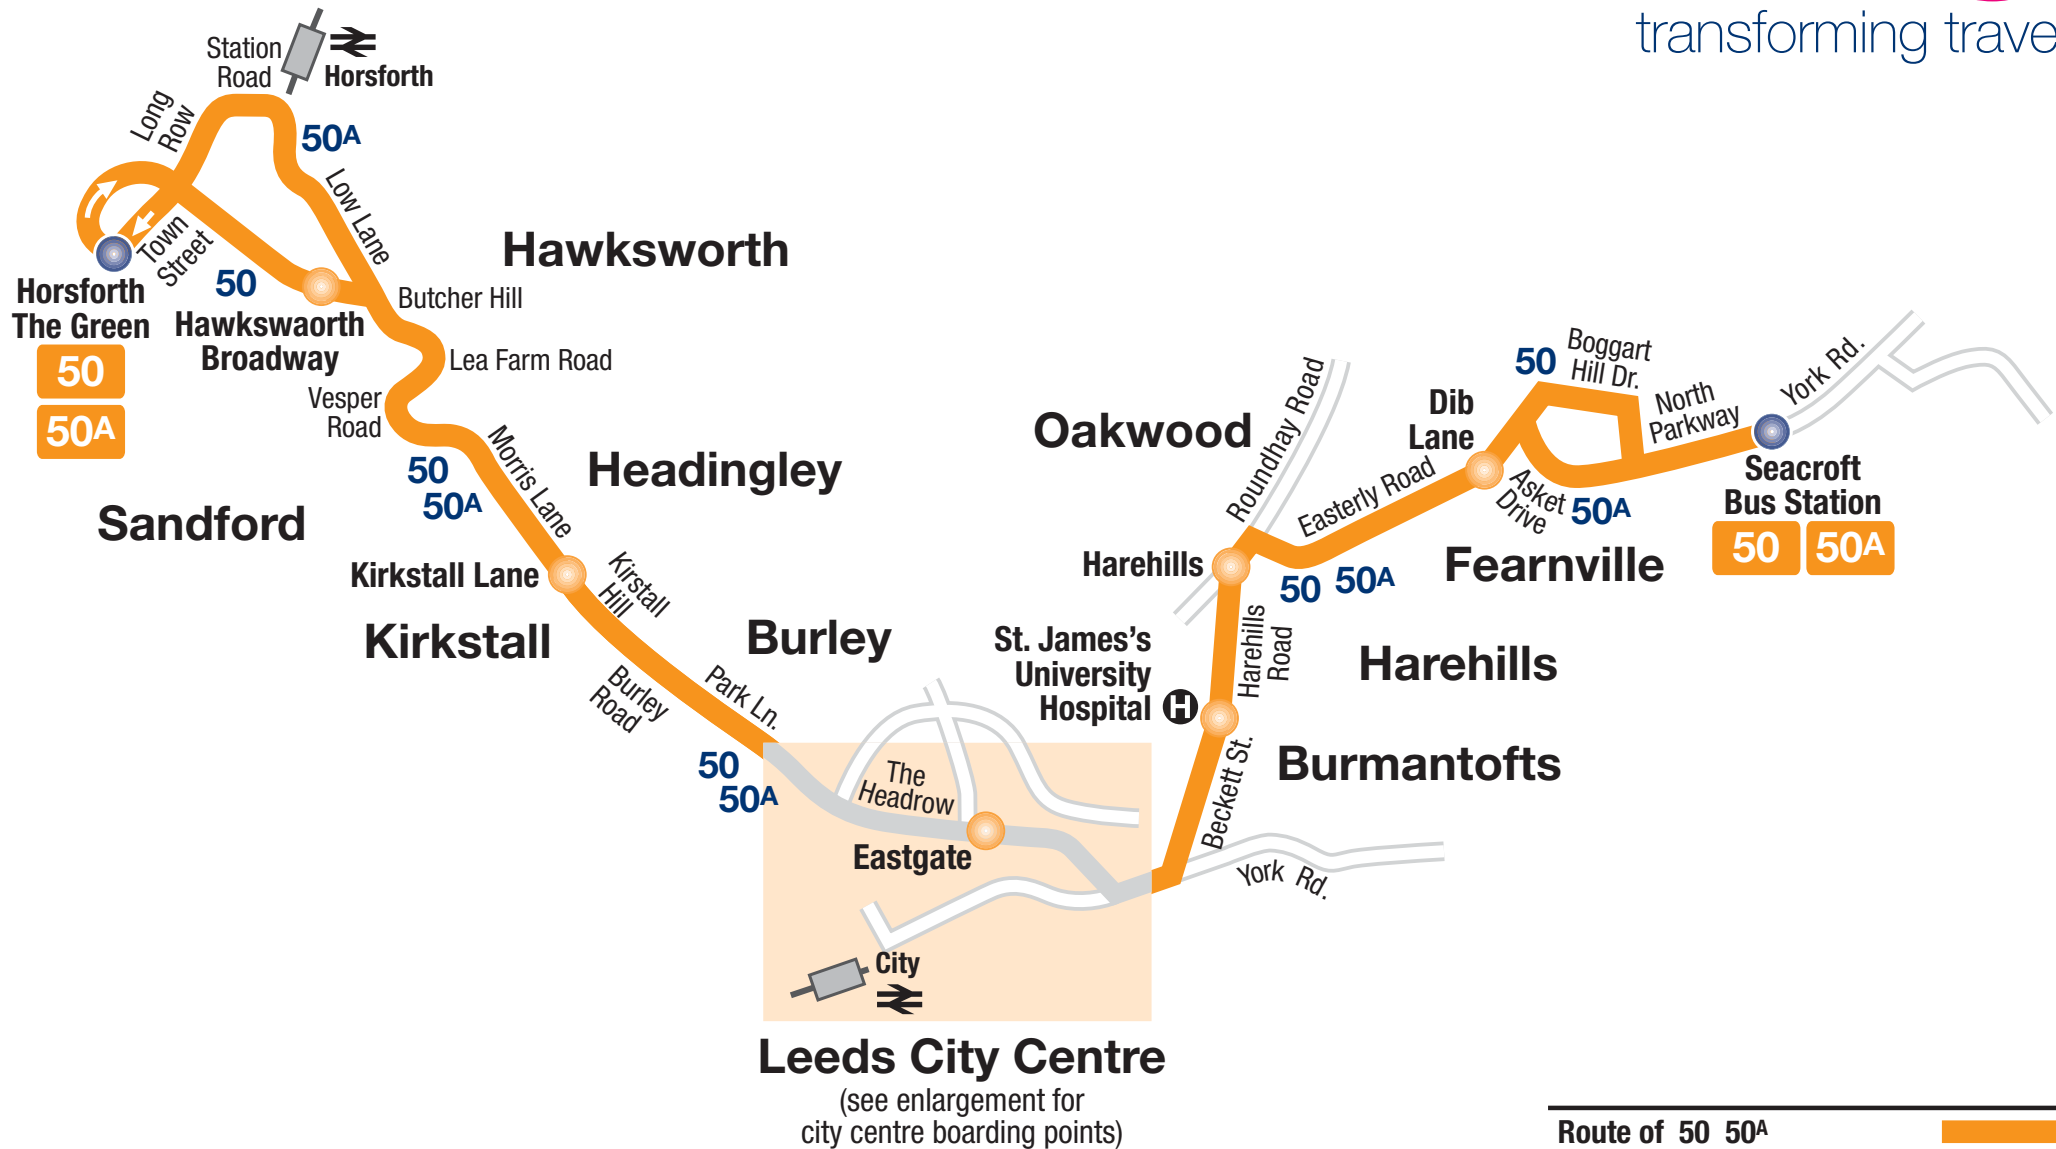 transforming trave
Station
Road
Horsforth
Long
Row
50A
Low Lane
Town
Street
Horsforth
The Green
50
50A
50
Hawkswaorth
Broadway
Hawksworth
Butcher Hill
Lea Farm Road
Vesper
Road
50
50A
Morris Lane
Headingley
Sandford
Kirkstall Lane
Kirstall
Hill
Kirkstall
Burley
Burley
Road
Park Ln.
50
50A
The
Headrow
Eastgate
City
Leeds City Centre
(see enlargement for
city centre boarding points)
Oakwood
Roundhay Road
Harehills
Easterly Road
50 50A
St. James’s
University
Hospital
H
Harehills
Road
Harehills
Beckett St.
Burmantofts
York Rd.
Dib
Lane
50
Boggart
Hill Dr.
North
Parkway
York Rd.
Asket
Drive
50A
Fearnville
Seacroft
Bus Station
50 50A
Route of 50 50A